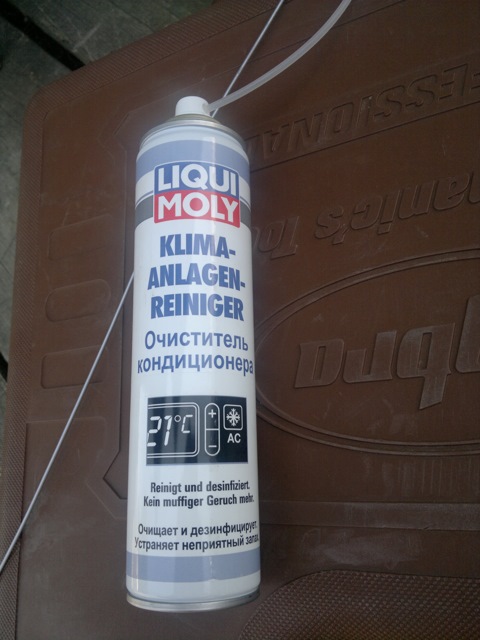 LIQUI
MOLY
KLIMA-
ANLAGEN-
REINIGER
Очиститель
кондиционера
21°C
+
−
AC
Reinigt und desinfiziert.
Kein muffiger Geruch mehr.
Очищает и дезинфицирует.
Устраняет неприятный запах.